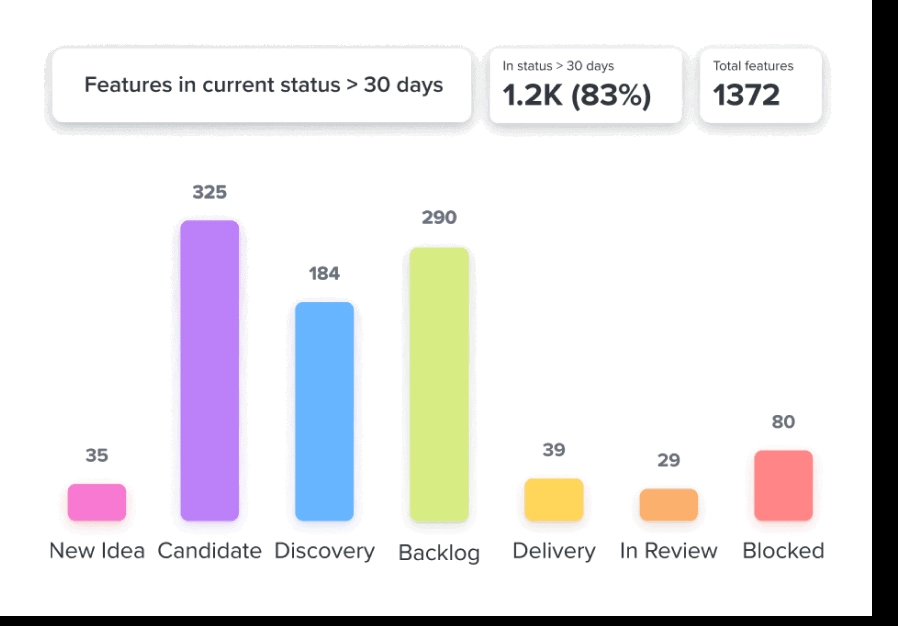 Features in current status > 30 days
In status > 30 days
1.2K (83%)
Total features
1372
325
290
184
80
39
29
35
New Idea
Candidate
Discovery
Backlog
Delivery
In Review
Blocked